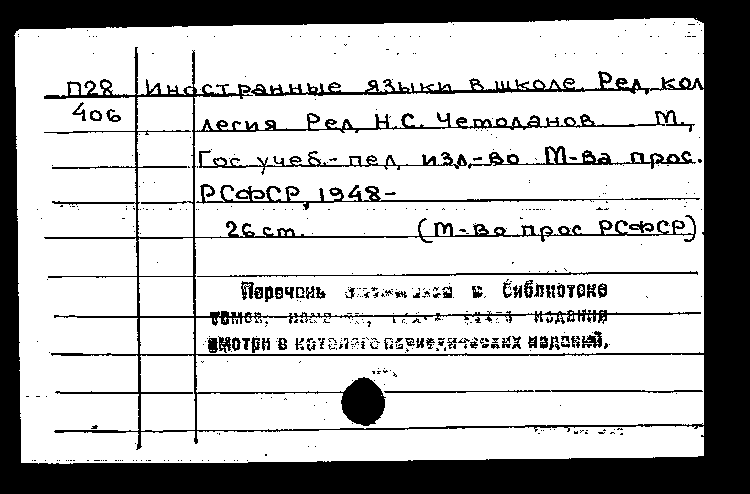 П28 Иностранные языки в школе. Ред. кол
406 легия Ред. Н.С. Чемоданов М.,
Гос учеб.-пед. изд.-во М-ва прос.
РСФСР, 1948-
26 ст. (М-во прос РСФСР).
Перечень в библиотеке
томов, издания
смотри в каталоге периодических изданий.